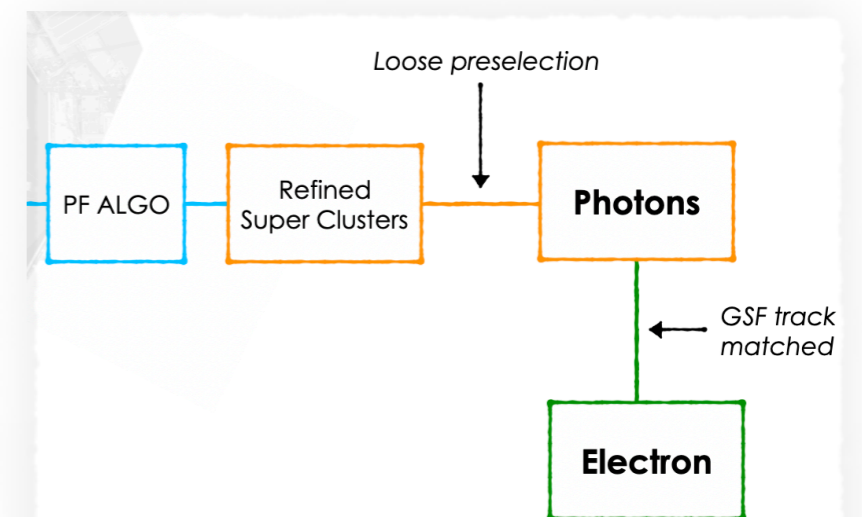 Loose preselection
PF ALGO
Refined
Super Clusters
Photons
GSF track
matched
Electron